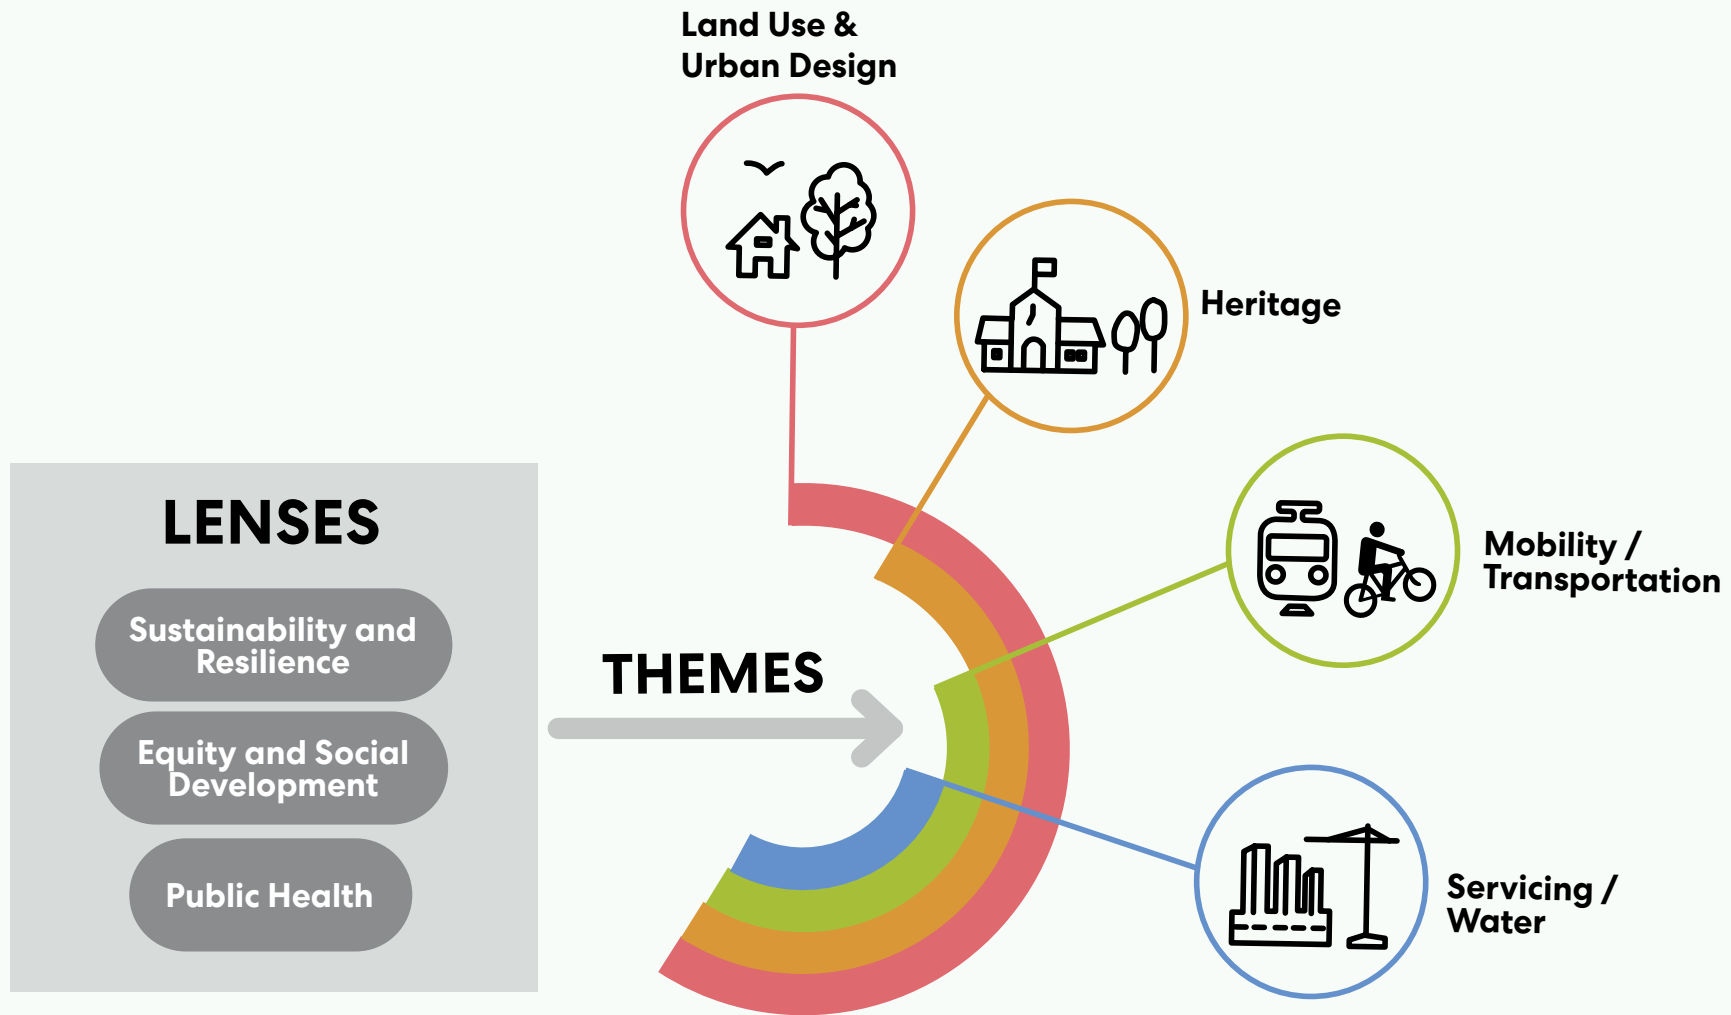 Land Use &
Urban Design
Heritage
LENSES
Mobility /
Transportation
Sustainability and
Resilience
THEMES
Equity and Social
Development
Public Health
Servicing /
Water